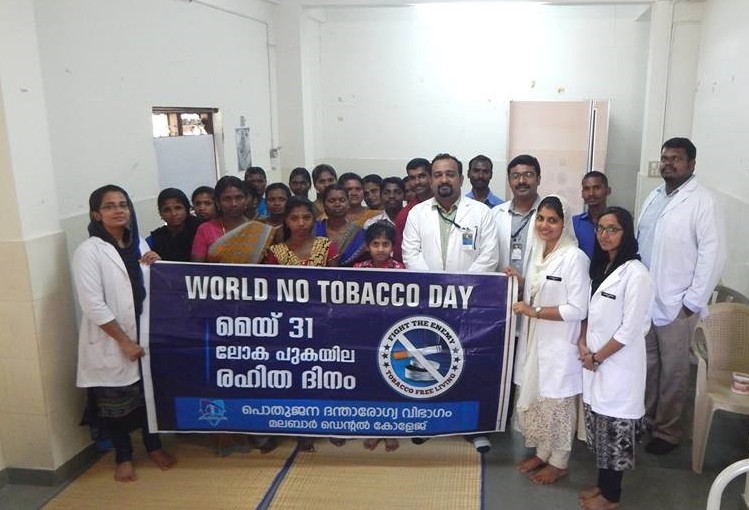 WORLD NO TOBACCO DAY
മെയ് 31
ലോക പുകയില
രഹിത ദിനം
FIGHT THE ENEMY
TOBACCO FREE LIVING
പൊതുജന ദന്താരോഗ്യ വിഭാഗം
മലബാർ ഡെന്റൽ കോളേജ്